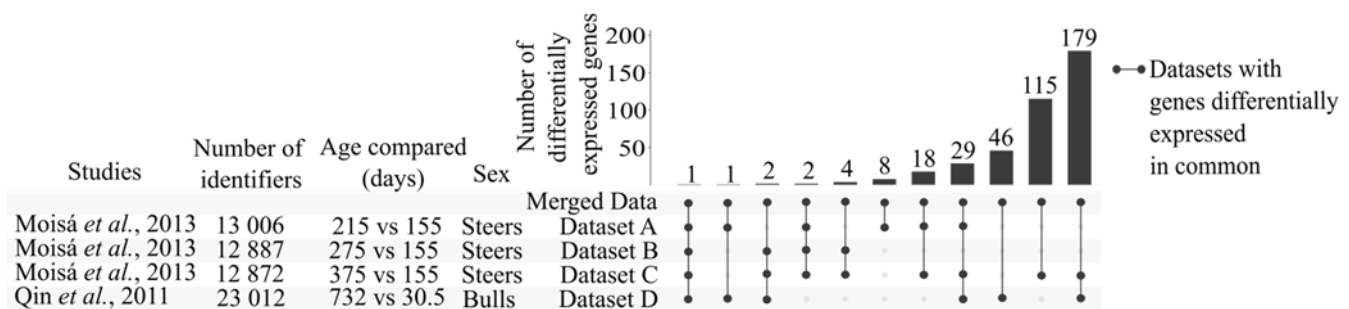 Number of
differentially
expressed genes
200
150
100
50
1 1 2 2 4 8 18 29 46 115 179
Datasets with
genes differentially
expressed
in common
Studies
Number of
identifiers
Age compared
(days)
Sex
Merged Data
Moisá et al., 2013 13 006 215 vs 155 Steers Dataset A
Moisá et al., 2013 12 887 275 vs 155 Steers Dataset B
Moisá et al., 2013 12 872 375 vs 155 Steers Dataset C
Qin et al., 2011 23 012 732 vs 30.5 Bulls Dataset D